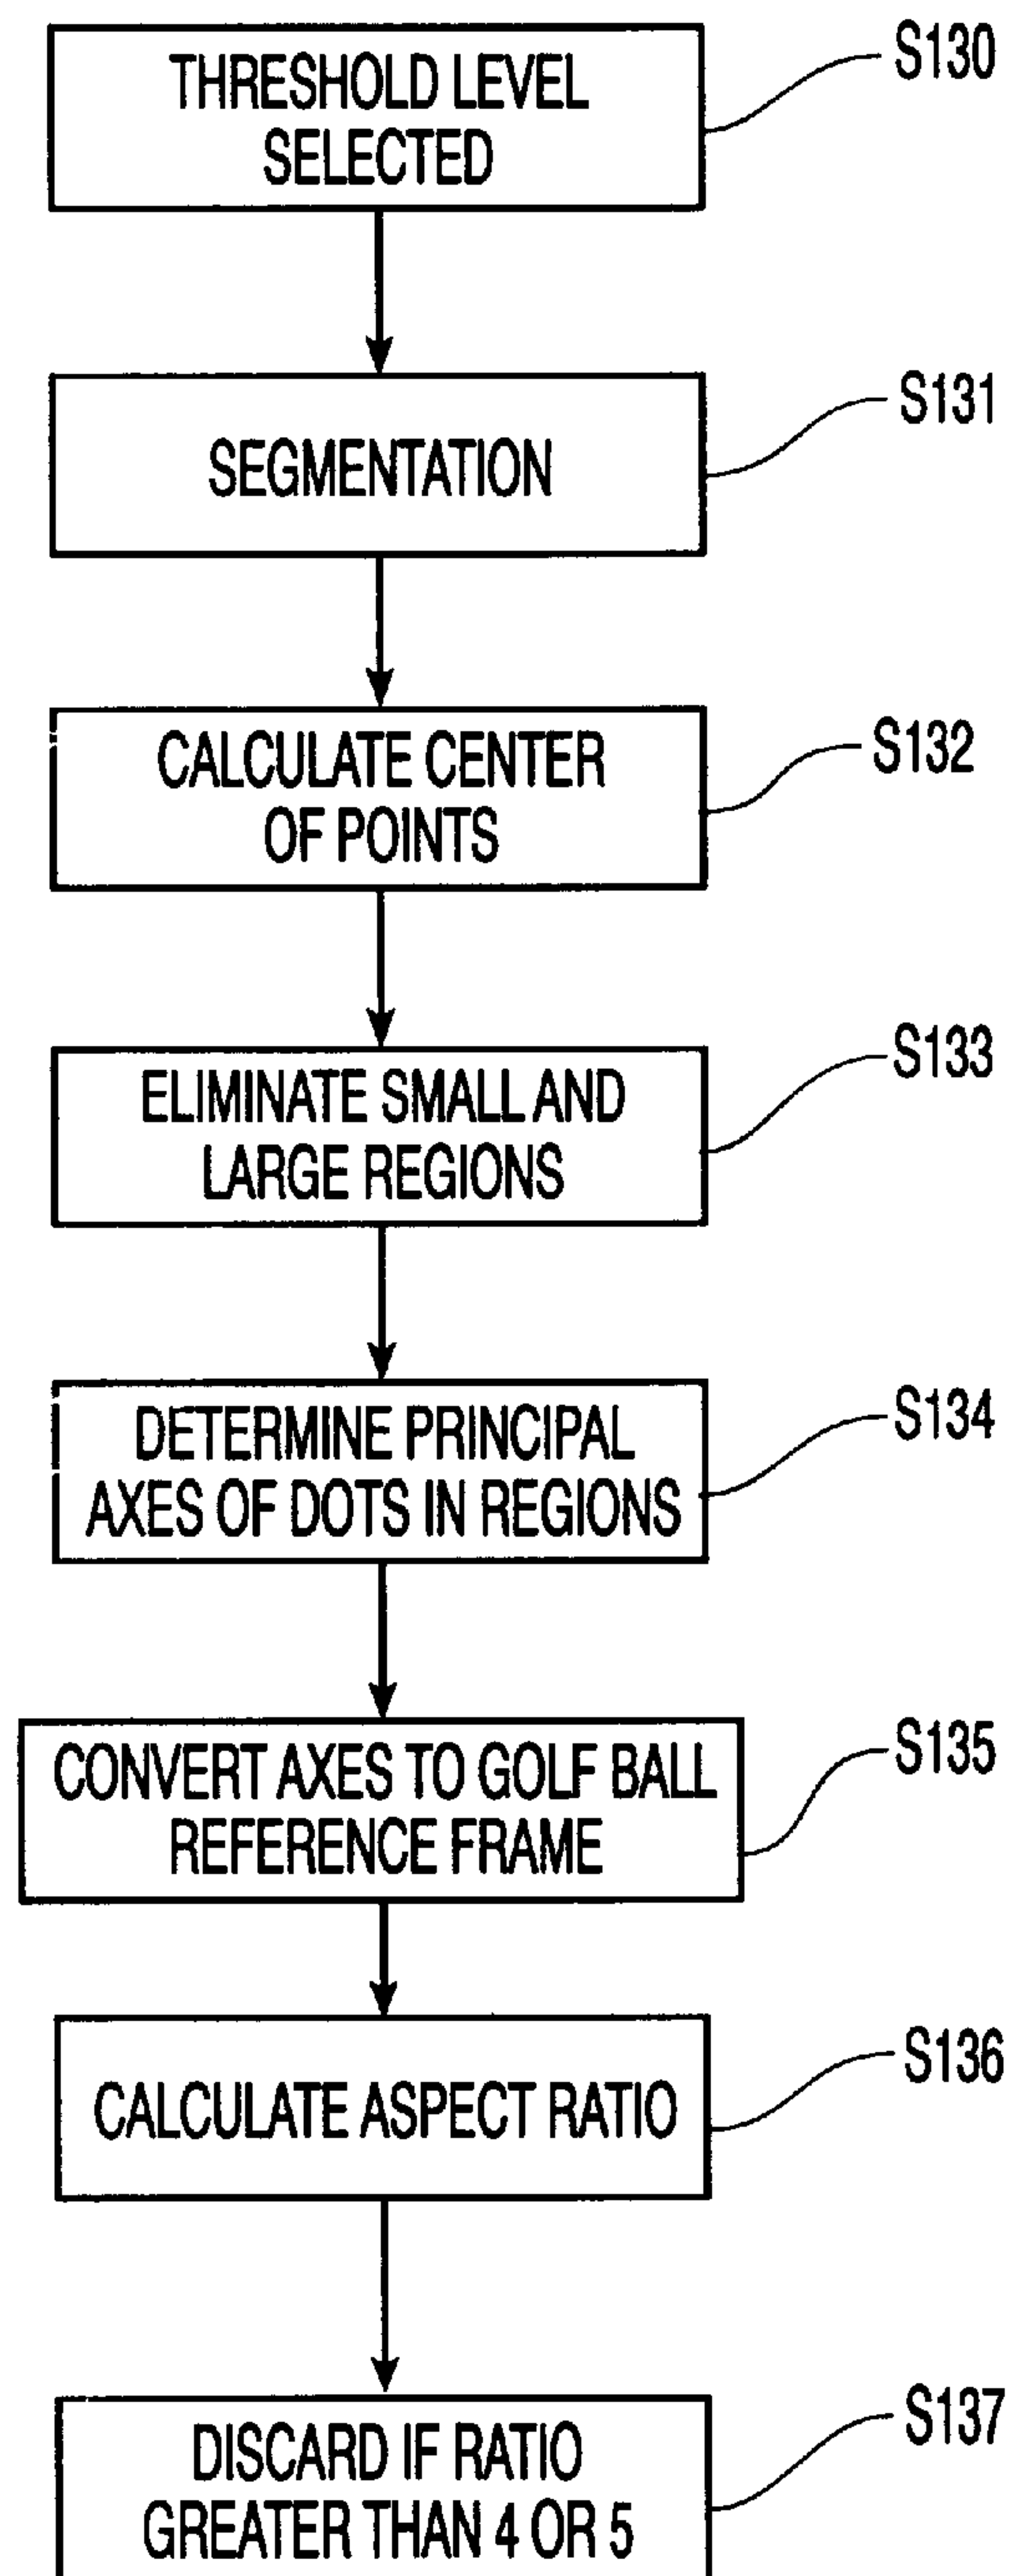 THRESHOLD LEVEL
SELECTED
S130
SEGMENTATION
S131
CALCULATE CENTER
OF POINTS
S132
ELIMINATE SMALL AND
LARGE REGIONS
S133
DETERMINE PRINCIPAL
AXES OF DOTS IN REGIONS
S134
CONVERT AXES TO GOLF BALL
REFERENCE FRAME
S135
CALCULATE ASPECT RATIO
S136
DISCARD IF RATIO
GREATER THAN 4 OR 5
S137